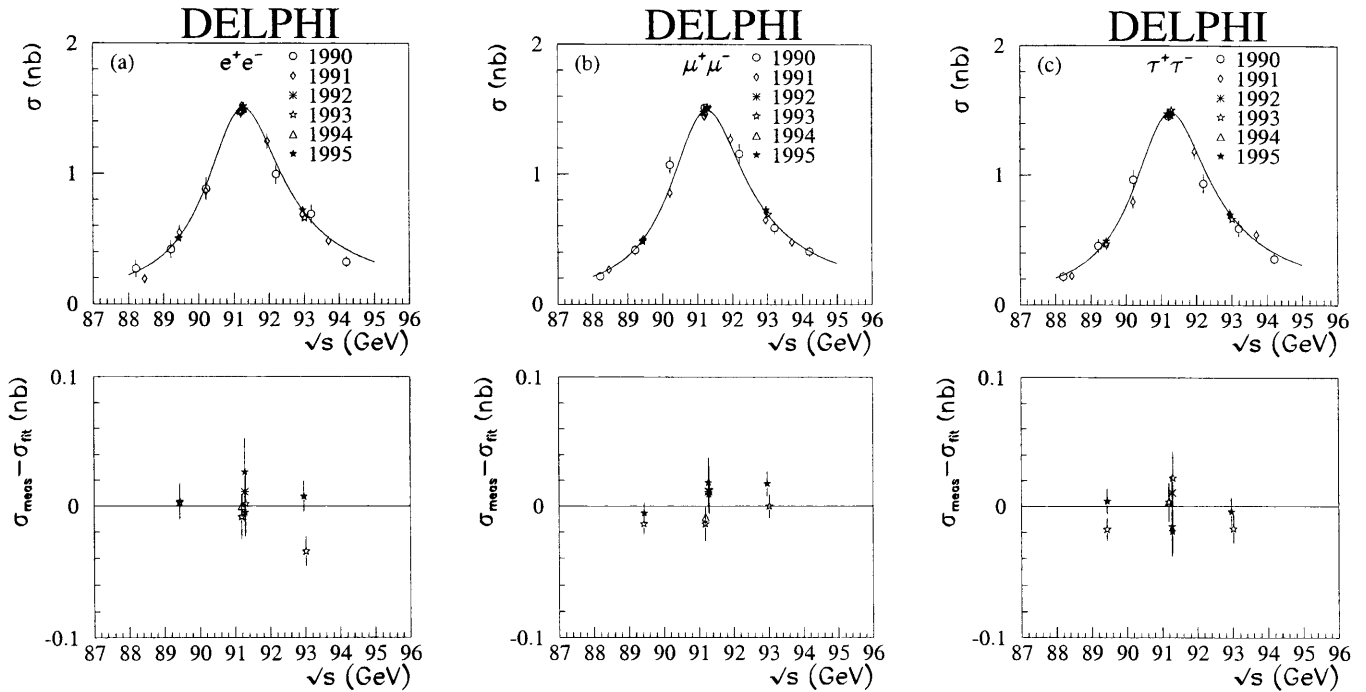 DELPHI
σ (nb)
2
1
0
(a)
e⁺e⁻
1990
1991
1992
1993
1994
1995
87 88 89 90 91 92 93 94 95 96
√s (GeV)
σmeas−σfit (nb)
0.1
0
-0.1
87 88 89 90 91 92 93 94 95 96
√s (GeV)
DELPHI
σ (nb)
2
1
0
(b)
μ⁺μ⁻
1990
1991
1992
1993
1994
1995
87 88 89 90 91 92 93 94 95 96
√s (GeV)
σmeas−σfit (nb)
0.1
0
-0.1
87 88 89 90 91 92 93 94 95 96
√s (GeV)
DELPHI
σ (nb)
2
1
0
(c)
τ⁺τ⁻
1990
1991
1992
1993
1994
1995
87 88 89 90 91 92 93 94 95 96
√s (GeV)
σmeas−σfit (nb)
0.1
0
-0.1
87 88 89 90 91 92 93 94 95 96
√s (GeV)